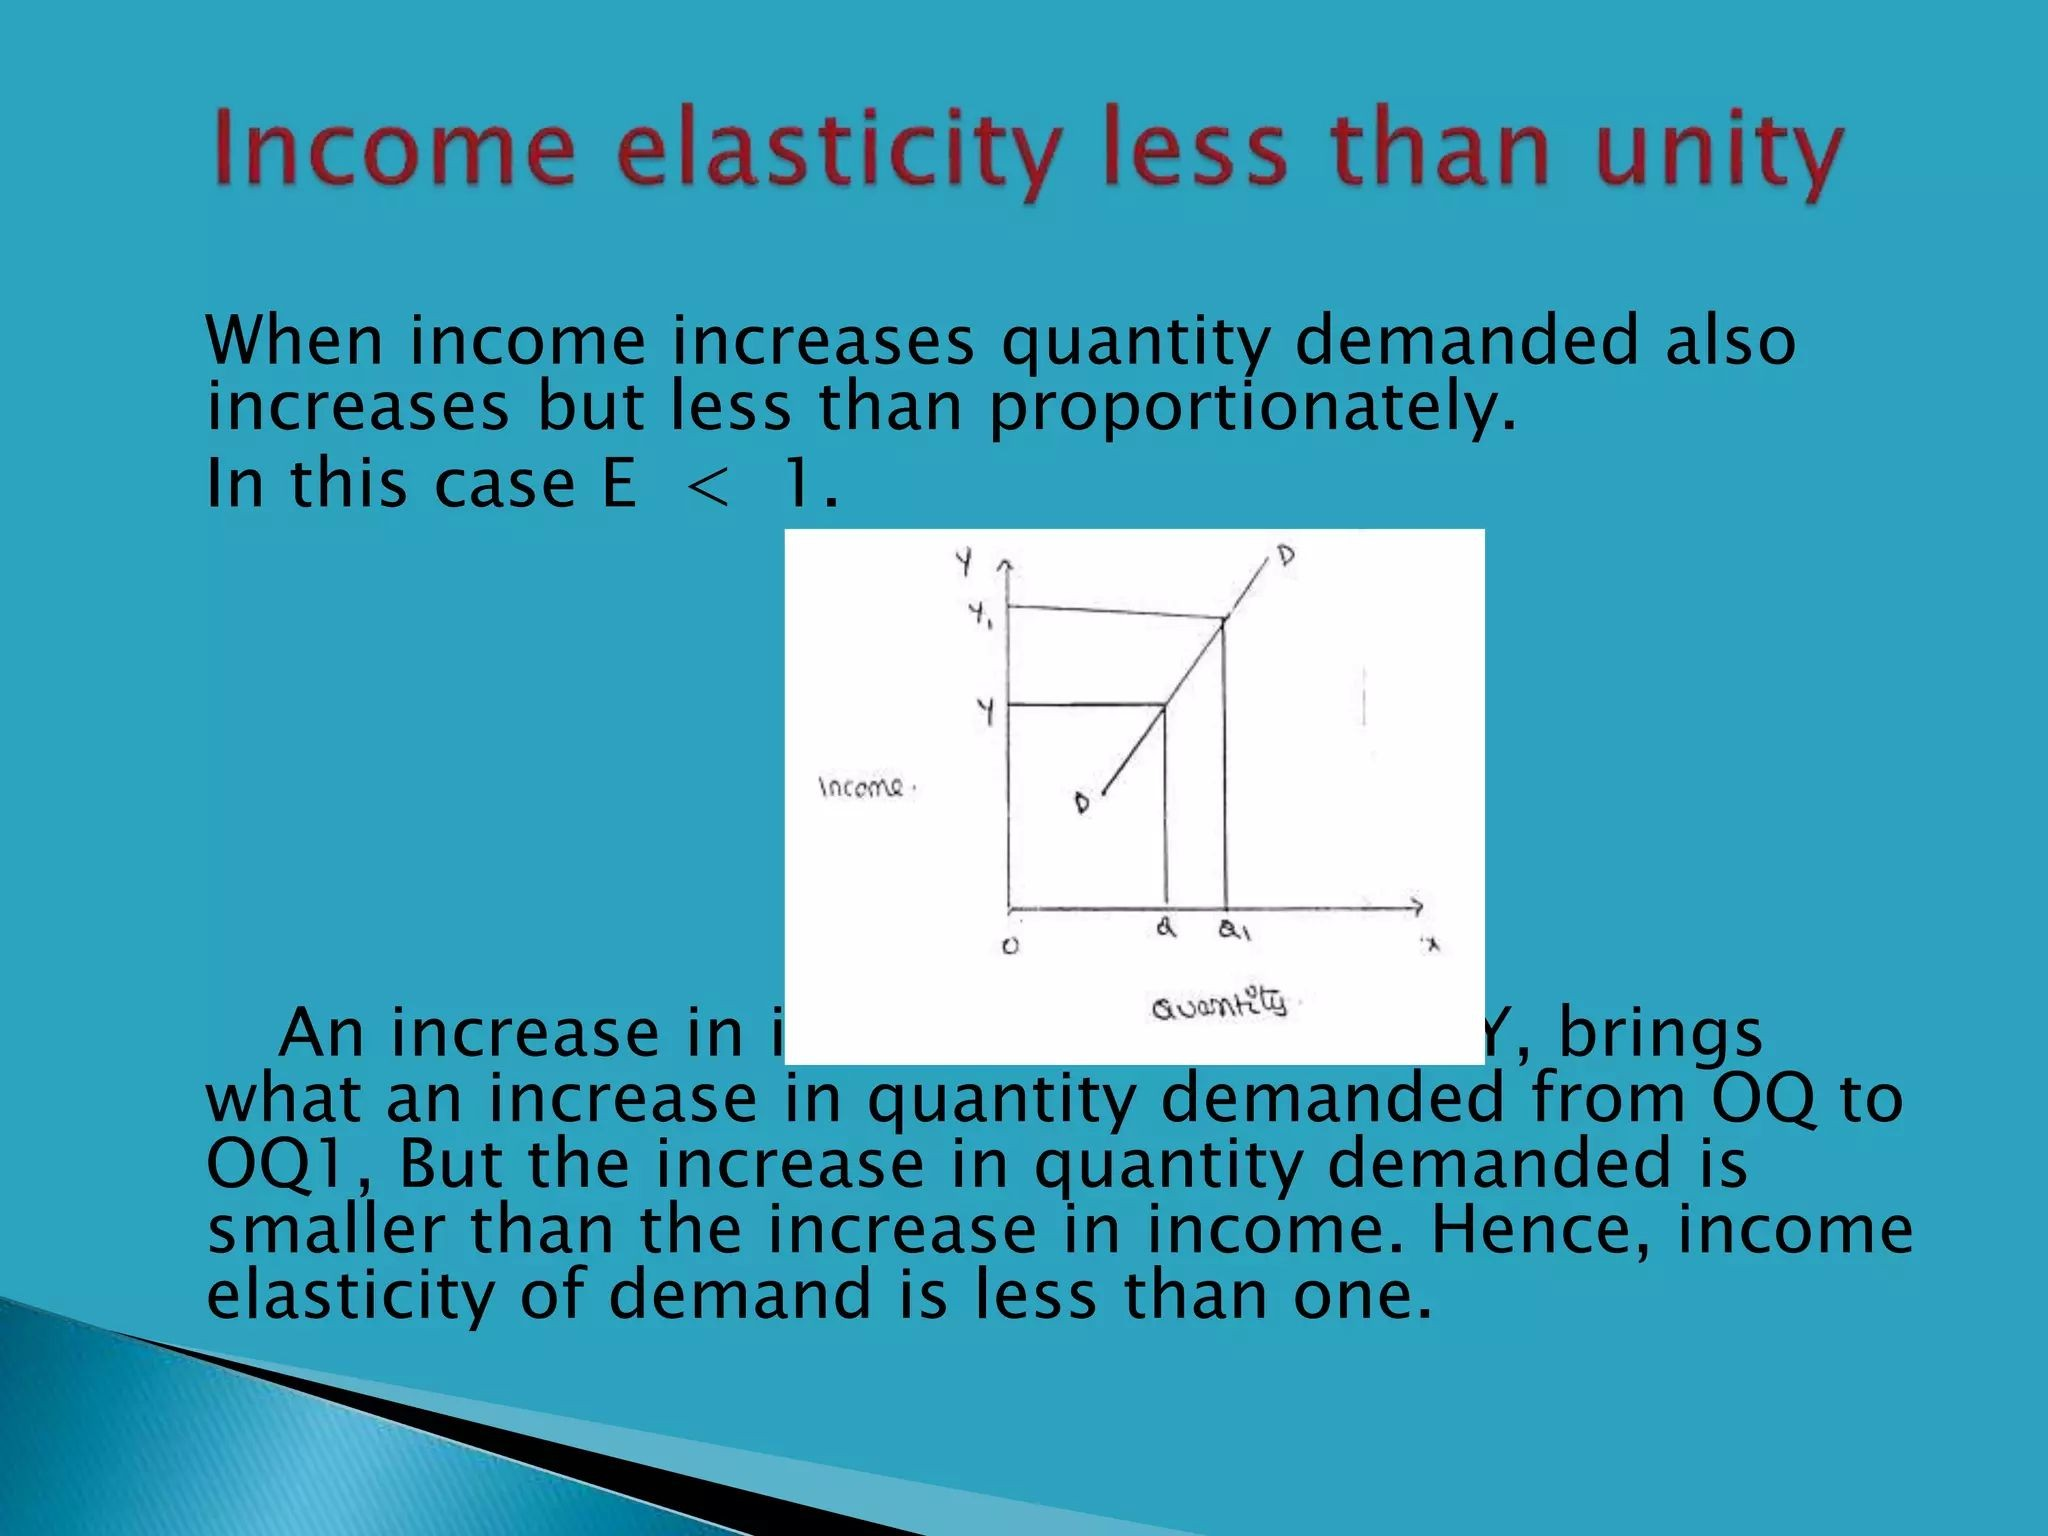 Income elasticity less than unity
When income increases quantity demanded also
increases but less than proportionately.
In this case E < 1.
Y
D
Y1
Y
Income.
D
O
Q
Q1
x
Quantity.
An increase in Y, brings
what an increase in quantity demanded from OQ to
OQ1, But the increase in quantity demanded is
smaller than the increase in income. Hence, income
elasticity of demand is less than one.